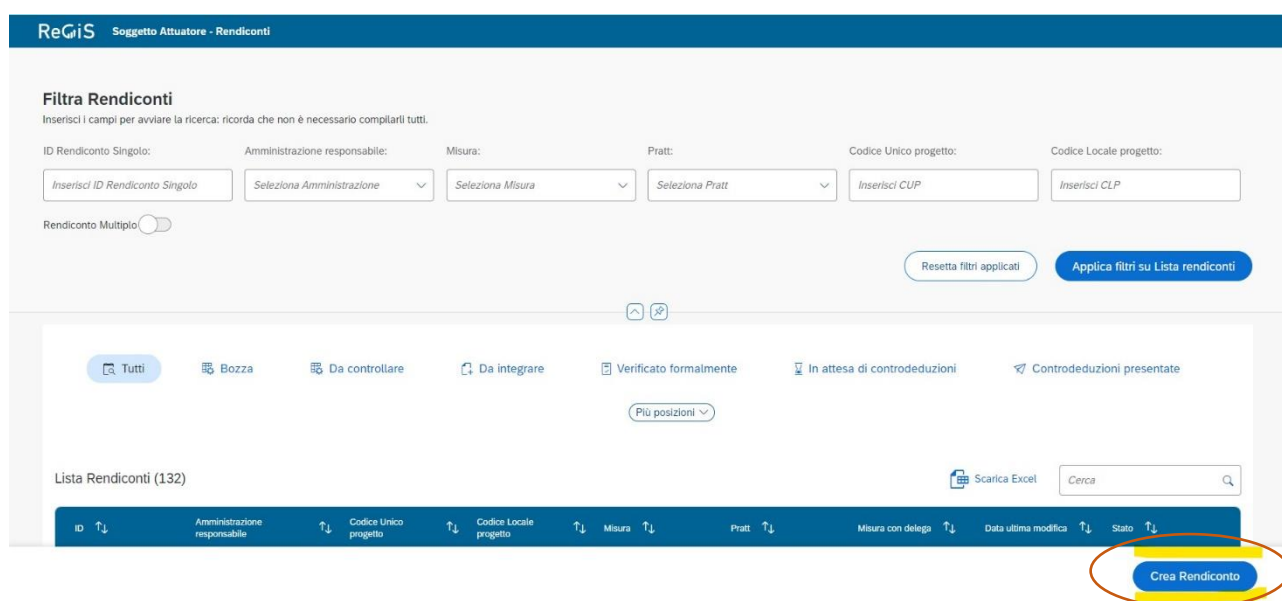 ReGiS Soggetto Attuatore - Rendiconti
Filtra Rendiconti
Inserisci i campi per avviare la ricerca: ricorda che non è necessario compilarli tutti.
ID Rendiconto Singolo: Amministrazione responsabile: Misura: Pratt: Codice Unico progetto: Codice Locale progetto:
Inserisci ID Rendiconto Singolo Seleziona Amministrazione Seleziona Misura Seleziona Pratt Inserisci CUP Inserisci CLP
Rendiconto Multiplo
Resetta filtri applicati Applica filtri su Lista rendiconti
Tutti Bozza Da controllare Da integrare Verificato formalmente In attesa di controdeduzioni Controdeduzioni presentate
Più posizioni
Lista Rendiconti (132) Scarica Excel Cerca
ID Amministrazione responsabile Codice Unico progetto Codice Locale progetto Misura Pratt Misura con delega Data ultima modifica Stato
Crea Rendiconto